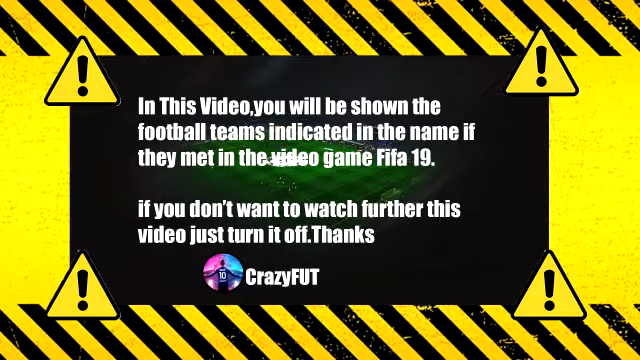 In This Video,you will be shown the
football teams indicated in the name if
they met in the video game Fifa 19.
if you don't want to watch further this
video just turn it off.Thanks
10
CrazyFUT